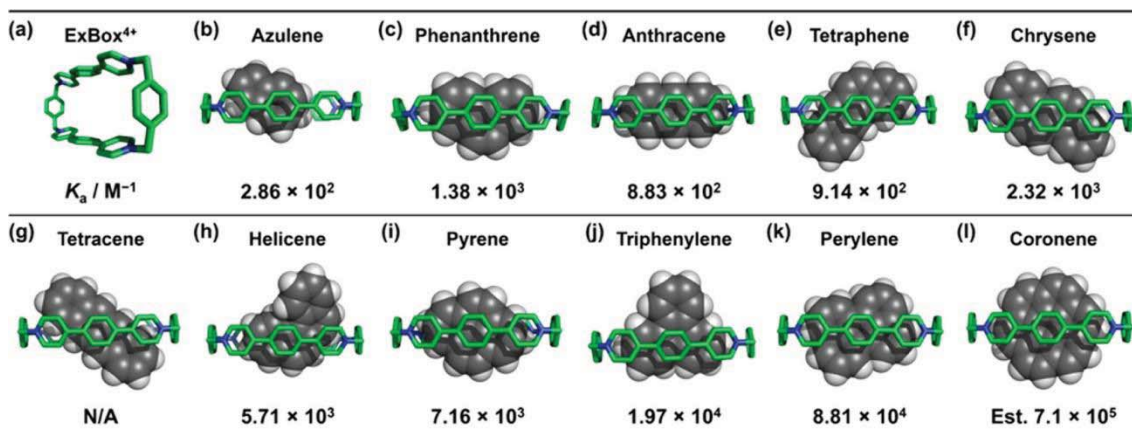 (a) ExBox⁴⁺ (b) Azulene (c) Phenanthrene (d) Anthracene (e) Tetraphene (f) Chrysene
Kₐ / M⁻¹ 2.86 × 10² 1.38 × 10³ 8.83 × 10² 9.14 × 10² 2.32 × 10³
(g) Tetracene (h) Helicene (i) Pyrene (j) Triphenylene (k) Perylene (l) Coronene
N/A 5.71 × 10³ 7.16 × 10³ 1.97 × 10⁴ 8.81 × 10⁴ Est. 7.1 × 10⁵